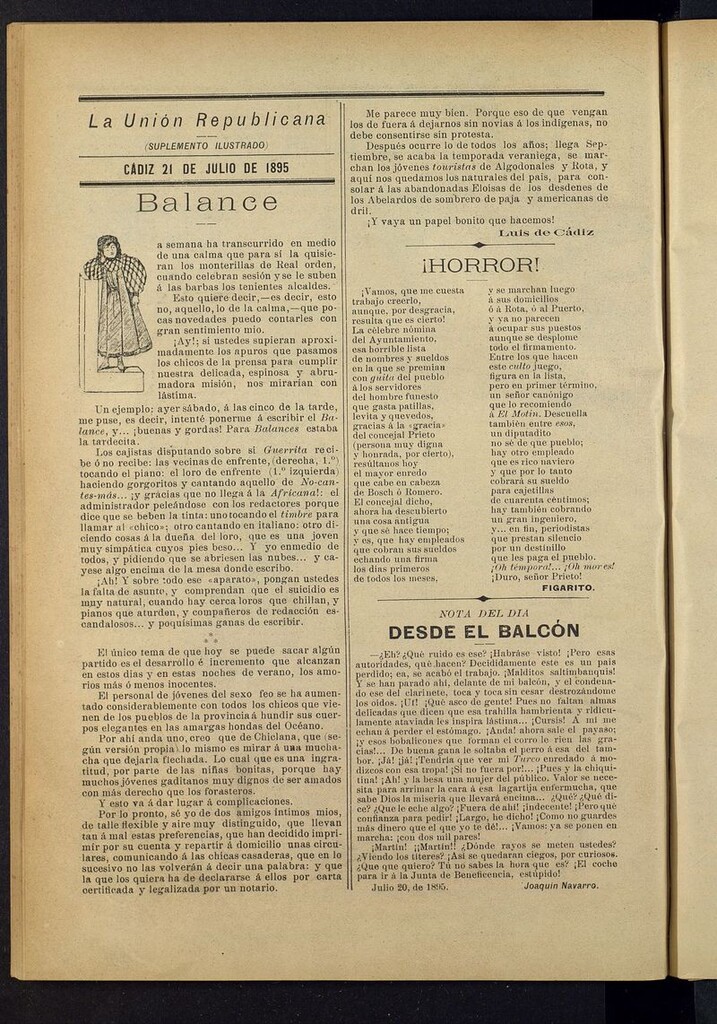 La Unión Republicana
(SUPLEMENTO ILUSTRADO)
CÁDIZ 21 DE JULIO DE 1895
Balance
a semana ha transcurrido en medio
de una calma que para sí la quisie-
ran los monterillas de Real orden,
cuando celebran sesión y se le suben
á las barbas los tenientes alcaldes.
Esto quiere decir,—es decir, esto
no, aquello, lo de la calma,—que po-
cas novedades puedo contarles con
gran sentimiento mio.
¡Ay!; si ustedes supieran aproxi-
madamente los apuros que pasamos
los chicos de la prensa para cumplir
nuestra delicada, espinosa y abru-
madora misión, nos mirarían con
lástima.
Un ejemplo: ayer sábado, á las cinco de la tarde,
me puse, es decir, intenté ponerme á escribir el Ba-
lance, y... ¡buenas y gordas! Para Balances estaba
la tardecita.
Los cajistas disputando sobre si Guerrita reci-
be ó no recibe: las vecinas de enfrente, (derecha, 1.º)
tocando el piano: el loro de enfrente (1.º izquierda)
haciendo gorgoritos y cantando aquello de No-can-
tes-más... ¡y gracias que no llega á la Africana!: el
administrador peleándose con los redactores porque
dice que se beben la tinta: uno tocando el timbre para
llamar al «chico»; otro cantando en italiano: otro di-
ciendo cosas á la dueña del loro, que es una joven
muy simpática cuyos pies beso... Y yo enmedio de
todos, y pidiendo que se abriesen las nubes... y ca-
yese algo encima de la mesa donde escribo.
¡Ah! Y sobre todo ese «aparato», pongan ustedes
la falta de asunto, y comprendan que el suicidio es
muy natural, cuando hay cerca loros que chillan, y
pianos que aturden, y compañeros de redacción es-
candalosos... y poquísimas ganas de escribir.
* * *
El único tema de que hoy se puede sacar algún
partido es el desarrollo é incremento que alcanzan
en estos días y en estas noches de verano, los amo-
rios más ó menos inocentes.
El personal de jóvenes del sexo feo se ha aumen-
tado considerablemente con todos los chicos que vie-
nen de los pueblos de la provincia á hundir sus cuer-
pos elegantes en las amargas hondas del Océano.
Por ahi anda uno, creo que de Chiclana, que (se-
gún versión propia) lo mismo es mirar á una mucha-
cha que dejarla flechada. Lo cual que es una ingra-
titud, por parte de las niñas bonitas, porque hay
muchos jóvenes gaditanos muy dignos de ser amados
con más derecho que los forasteros.
Y esto va á dar lugar á complicaciones.
Por lo pronto, sé yo de dos amigos íntimos mios,
de talle flexible y aire muy distinguido, que llevan
tan á mal estas preferencias, que han decidido impri-
mir por su cuenta y repartir á domicilio unas circu-
lares, comunicando á las chicas casaderas, que en lo
sucesivo no las volverán á decir una palabra: y que
la que los quiera ha de declararse á ellos por carta
certificada y legalizada por un notario.
Me parece muy bien. Porque eso de que vengan
los de fuera á dejarnos sin novias á los indígenas, no
debe consentirse sin protesta.
Después ocurre lo de todos los años; llega Sep-
tiembre, se acaba la temporada veraniega, se mar-
chan los jóvenes touristas de Algodonales y Rota, y
aquí nos quedamos los naturales del país, para con-
solar á las abandonadas Eloisas de los desdenes de
los Abelardos de sombrero de paja y americanas de
dril.
¡Y vaya un papel bonito que hacemos!
Luis de Cádiz
¡HORROR!
¡Vamos, que me cuesta
trabajo creerlo,
aunque, por desgracia,
resulta que es cierto!
La célebre nómina
del Ayuntamiento,
esa horrible lista
de nombres y sueldos
en la que se premian
con guita del pueblo
á los servidores
del hombre funesto
que gasta patillas,
levita y quevedos,
gracias á la «gracia»
del concejal Prieto
(persona muy digna
y honrada, por cierto),
resúltanos hoy
el mayor enredo
que cabe en cabeza
de Bosch ó Romero.
El concejal dicho,
ahora ha descubierto
una cosa antigua
y que sé hace tiempo;
y es, que hay empleados
que cobran sus sueldos
echando una firma
los días primeros
de todos los meses,
y se marchan luego
á sus domicilios
ó á Rota, ó al Puerto,
y ya no parecen
á ocupar sus puestos
aunque se desplome
todo el firmamento.
Entre los que hacen
este culto juego,
figura en la lista,
pero en primer término,
un señor canónigo
que lo recomiendo
á El Motín. Descuella
también entre esos,
un diputadito
no sé de que pueblo;
hay otro empleado
que es rico naviero
y que por lo tanto
cobrará su sueldo
para cajetillas
de cuarenta céntimos;
hay también cobrando
un gran ingeniero,
y... en fin, periodistas
que prestan silencio
por un destinillo
que les paga el pueblo.
¡Oh témpora!... ¡Oh mores!
¡Duro, señor Prieto!
FIGARITO.
NOTA DEL DIA
DESDE EL BALCÓN
—¿Eh? ¿Qué ruido es ese? ¡Habráse visto! ¡Pero esas
autoridades, qué hacen? Decididamente este es un país
perdido; ea, se acabó el trabajo. ¡Malditos saltimbanquis!
Y se han parado ahí, delante de mi balcón, y el condena-
do ese del clarinete, toca y toca sin cesar destrozándome
los oídos. ¡Uf! ¡Qué asco de gente! Pues no faltan almas
delicadas que dicen que esa trahilla hambrienta y ridicu-
lamente ataviada les inspira lástima... ¡Cursis! Á mi me
echan á perder el estómago. ¡Anda! ahora sale el payaso;
¡y esos bobalicones que forman el corro le rien las gra-
cias!... De buena gana le soltaba el perro á esa del tam-
bor. ¡Já! ¡já! ¡Tendria que ver mi Turco enredado á mo-
dizcos con esa tropa! ¡Si no fuera por!... ¡Pues y la chiqui-
tina! ¡Ah! y la besa una mujer del público. Valor se nece-
sita para arrimar la cara á esa lagartija enfermucha, que
sabe Dios la miseria que llevará encima... ¿Qué? ¿Qué di-
ce? ¿Que le eche algo? ¡Fuera de ahí! ¡indecente! ¡Pero que
confianza para pedir! ¡Largo, he dicho! ¡Como no guardes
más dinero que el que yo te dé!... ¡Vamos: ya se ponen en
marcha: ¡con dos mil pares!
¡Martín! ¡¡Martín!! ¿Dónde rayos se meten ustedes?
¿Viendo los títeres? ¡Así se quedaran ciegos, por curiosos.
¿Que que quiero? Tú no sabes la hora que es? ¡El coche
para ir á la Junta de Beneficencia, estúpido!
Julio 20, de 1895.
Joaquin Navarro.